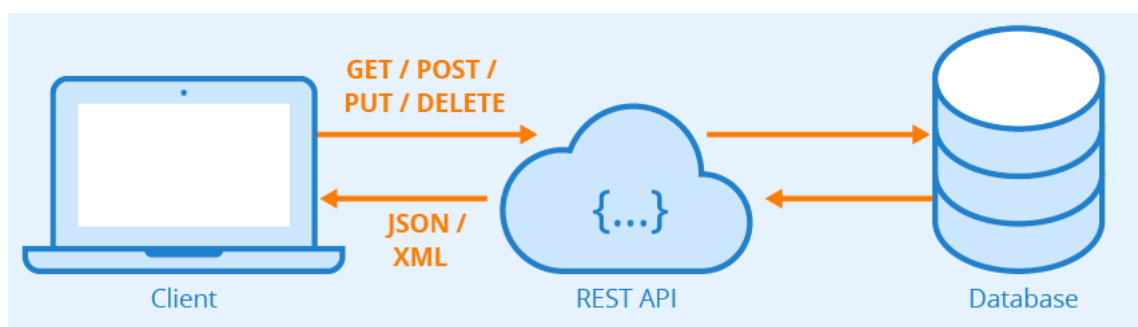 GET / POST /
PUT / DELETE
{...}
JSON /
XML
Client
REST API
Database